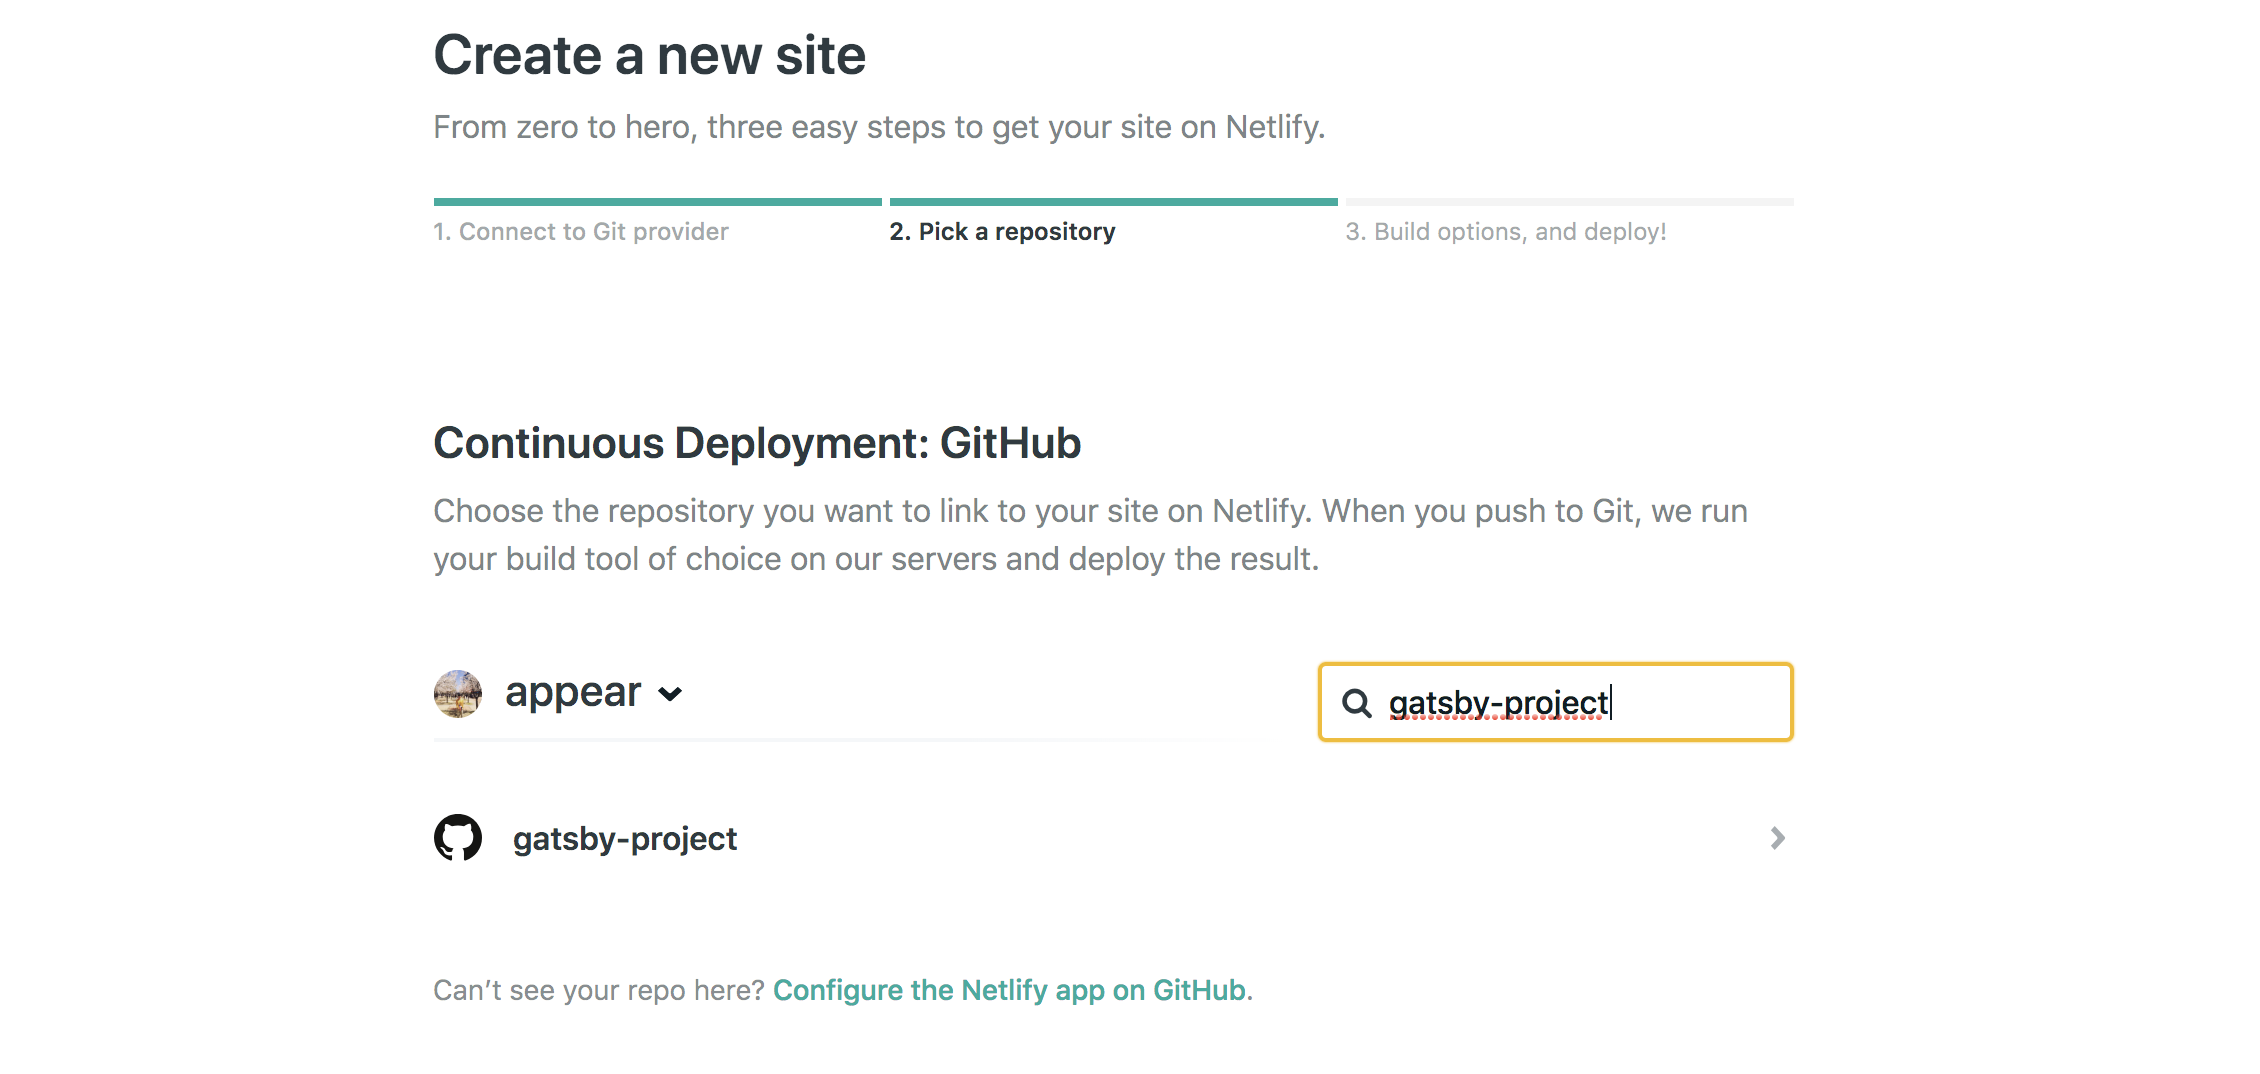 Create a new site
From zero to hero, three easy steps to get your site on Netlify.
1. Connect to Git provider
2. Pick a repository
3. Build options, and deploy!
Continuous Deployment: GitHub
Choose the repository you want to link to your site on Netlify. When you push to Git, we run
your build tool of choice on our servers and deploy the result.
appear
gatsby-project
gatsby-project
Can’t see your repo here? Configure the Netlify app on GitHub.